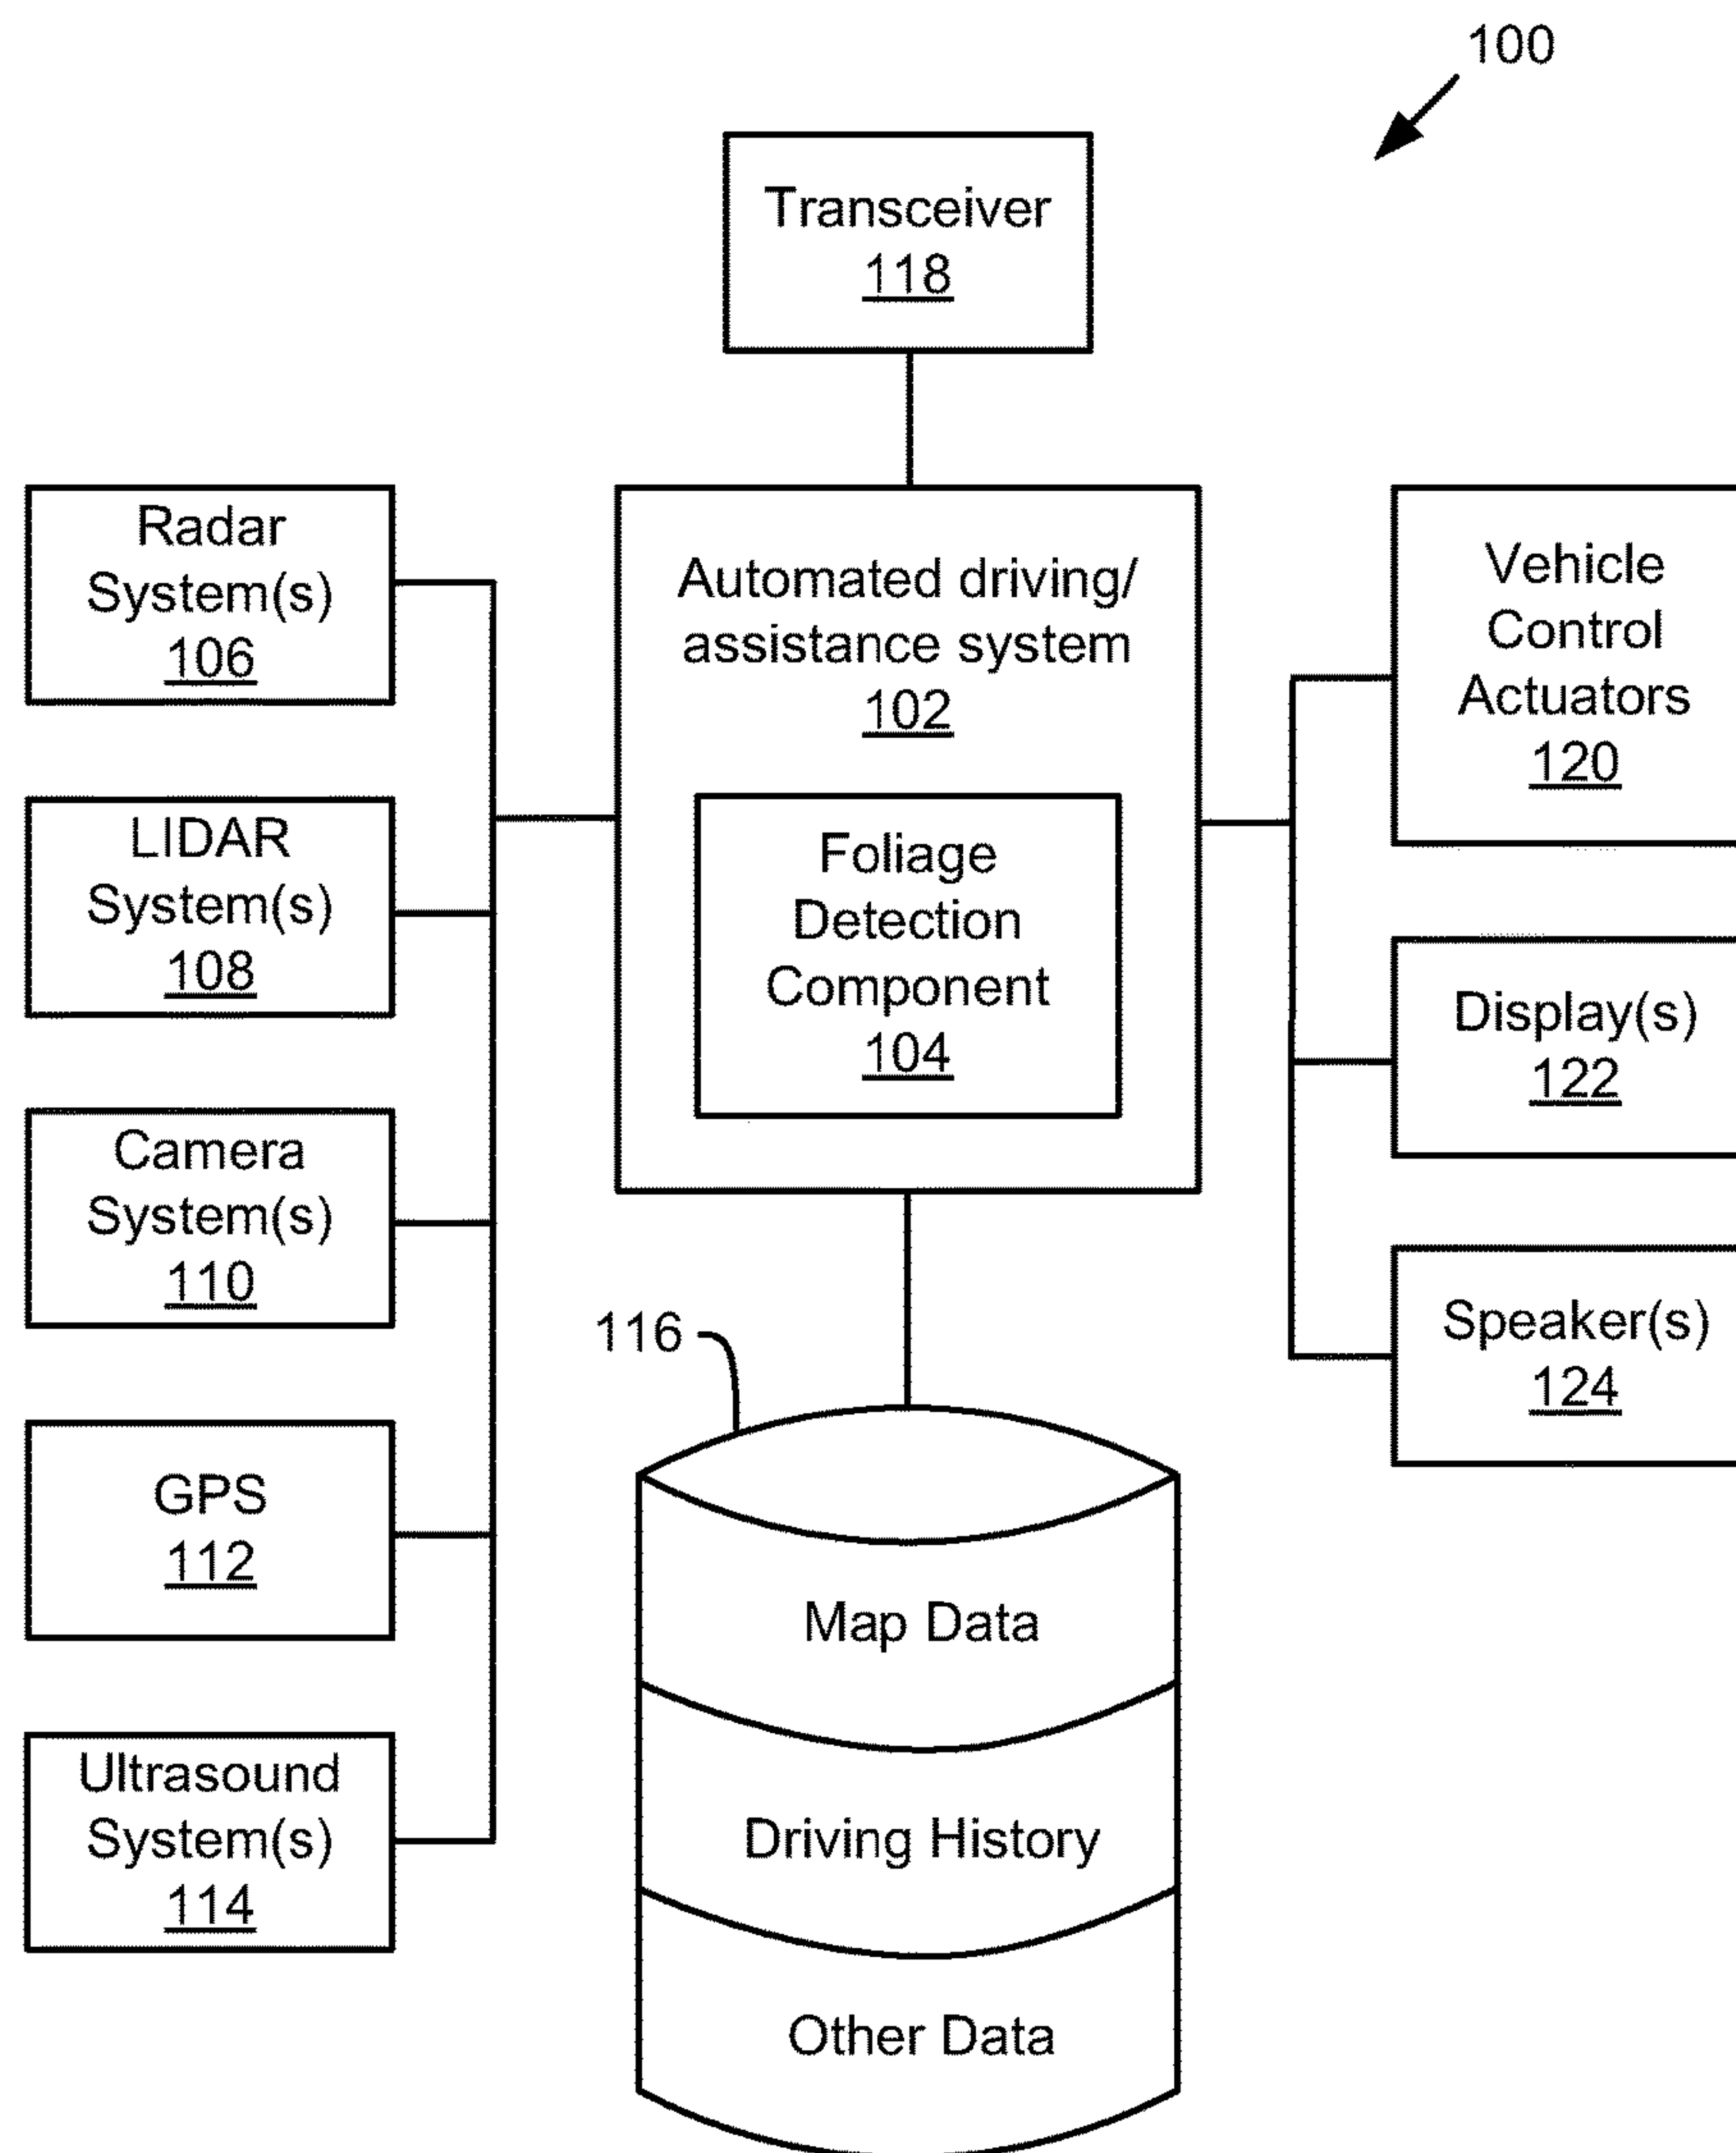 100
Transceiver
118
Radar
System(s)
106
LIDAR
System(s)
108
Camera
System(s)
110
GPS
112
Ultrasound
System(s)
114
Automated driving/
assistance system
102
Foliage
Detection
Component
104
116
Map Data
Driving History
Other Data
Vehicle
Control
Actuators
120
Display(s)
122
Speaker(s)
124